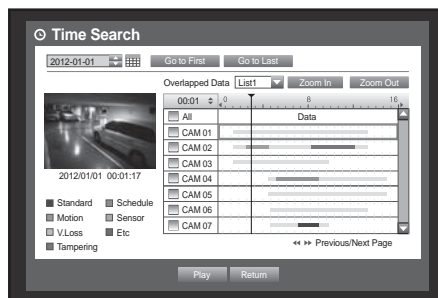 Time Search
2012-01-01 Go to First Go to Last
Overlapped Data List1 Zoom In Zoom Out
00:01 0 8 16
All Data
CAM 01
CAM 02
CAM 03
CAM 04
CAM 05
CAM 06
CAM 07
2012/01/01 00:01:17
Standard Schedule
Motion Sensor
V.Loss Etc
Tampering
Previous/Next Page
Play Return